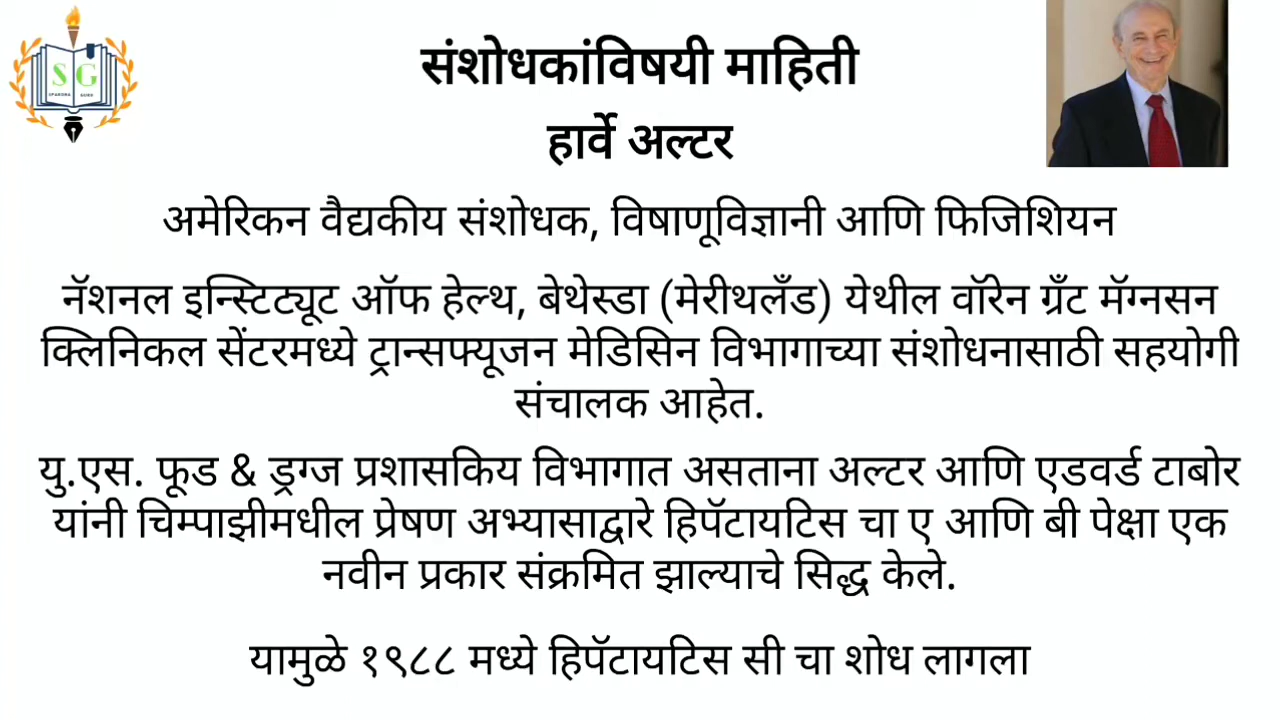 SG
संशोधकांविषयी माहिती
हार्वे अल्टर
अमेरिकन वैद्यकीय संशोधक, विषाणूविज्ञानी आणि फिजिशियन
नॅशनल इन्स्टिट्यूट ऑफ हेल्थ, बेथेस्डा (मेरीथलँड) येथील वॉरेन ग्रँट मॅग्नसन
क्लिनिकल सेंटरमध्ये ट्रान्सफ्यूजन मेडिसिन विभागाच्या संशोधनासाठी सहयोगी
संचालक आहेत.
यु.एस. फूड & ड्रग्ज प्रशासकिय विभागात असताना अल्टर आणि एडवर्ड टाबोर
यांनी चिम्पाझीमधील प्रेषण अभ्यासाद्वारे हिपॅटायटिस चा ए आणि बी पेक्षा एक
नवीन प्रकार संक्रमित झाल्याचे सिद्ध केले.
यामुळे १९८८ मध्ये हिपॅटायटिस सी चा शोध लागला